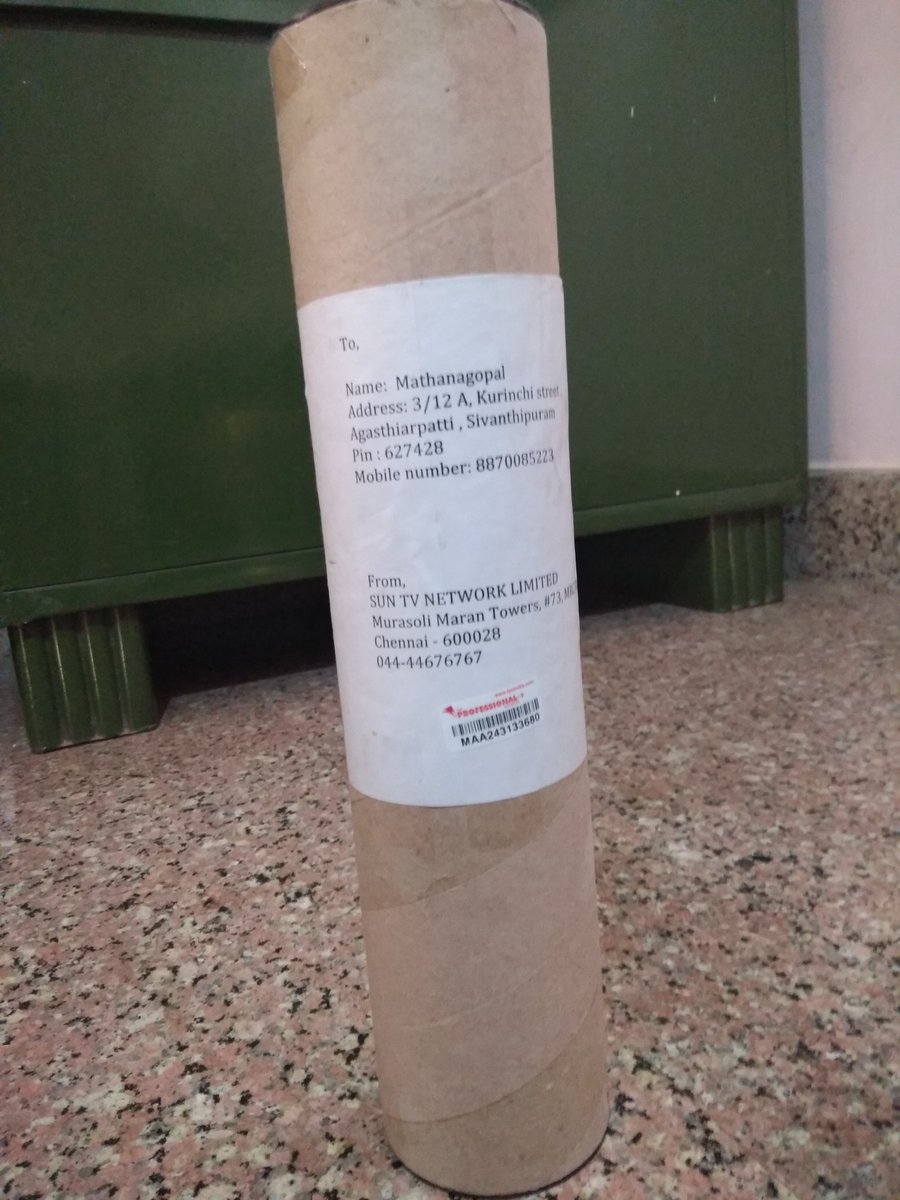 To,
Name: Mathanagopal
Address: 3/12 A, Kurinchi street,
Agasthiarpatti , Sivanthipuram
Pin : 627428
Mobile number: 8870085223
From,
SUN TV NETWORK LIMITED
Murasoli Maran Towers, #73,
Chennai - 600028
044-44676767
PROFESSIONAL
MAA243133680